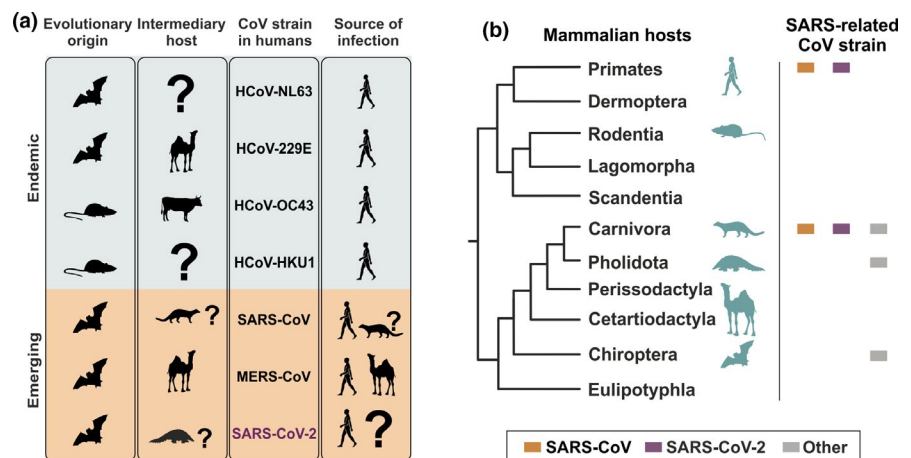 (a)
Evolutionary origin
Intermediary host
CoV strain in humans
Source of infection
Endemic
?
HCoV-NL63
HCoV-229E
HCoV-OC43
?
HCoV-HKU1
Emerging
?
SARS-CoV
?
MERS-CoV
?
SARS-CoV-2
?
(b)
Mammalian hosts
SARS-related
CoV strain
Primates
Dermoptera
Rodentia
Lagomorpha
Scandentia
Carnivora
Pholidota
Perissodactyla
Cetartiodactyla
Chiroptera
Eulipotyphla
SARS-CoV
SARS-CoV-2
Other